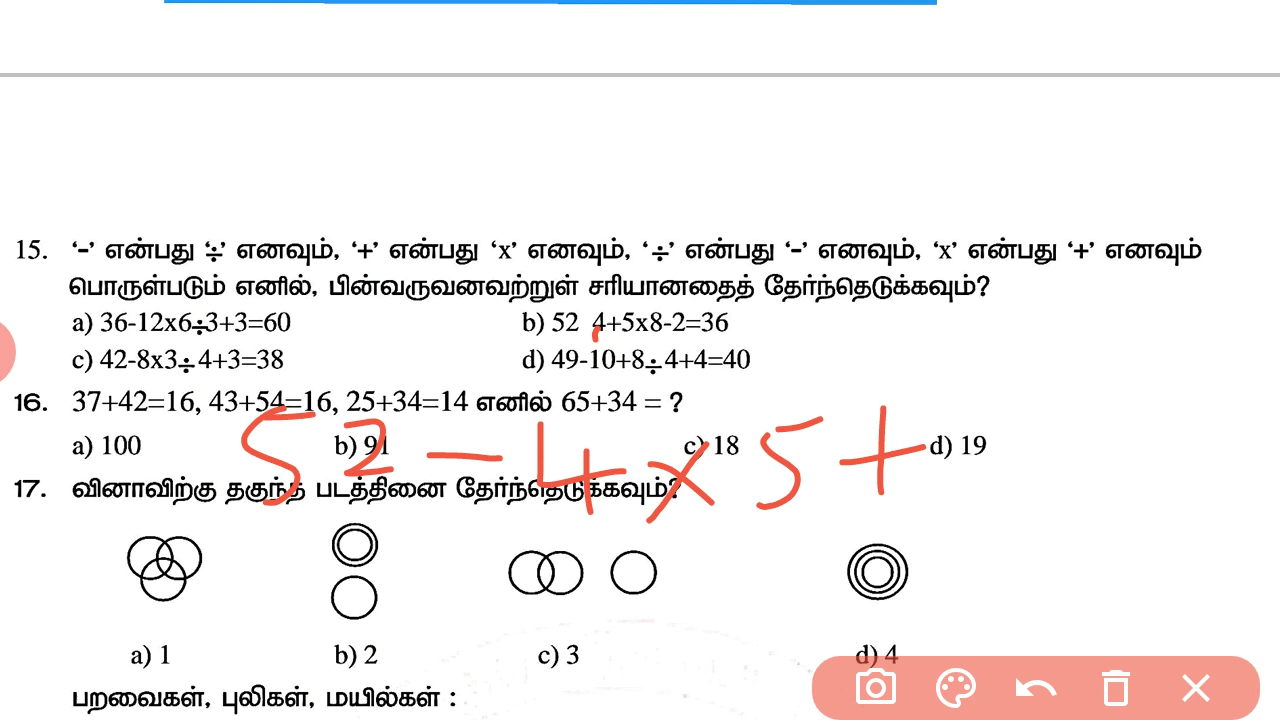 15. ‘-’ என்பது ‘÷’ எனவும், ‘+’ என்பது ‘x’ எனவும், ‘÷’ என்பது ‘-’ எனவும், ‘x’ என்பது ‘+’ எனவும்
பொருள்படும் எனில், பின்வருவனவற்றுள் சரியானதைத் தேர்ந்தெடுக்கவும்?
a) 36-12x6÷3+3=60 b) 52 4+5x8-2=36
c) 42-8x3÷4+3=38 d) 49-10+8÷4+4=40
16. 37+42=16, 43+54=16, 25+34=14 எனில் 65+34 = ?
a) 100 b) 91 c) 18 d) 19
52 - 4 x 5 +
17. வினாவிற்கு தகுந்த படத்தினை தேர்ந்தெடுக்கவும்?
a) 1 b) 2 c) 3 d) 4
பறவைகள், புலிகள், மயில்கள் :